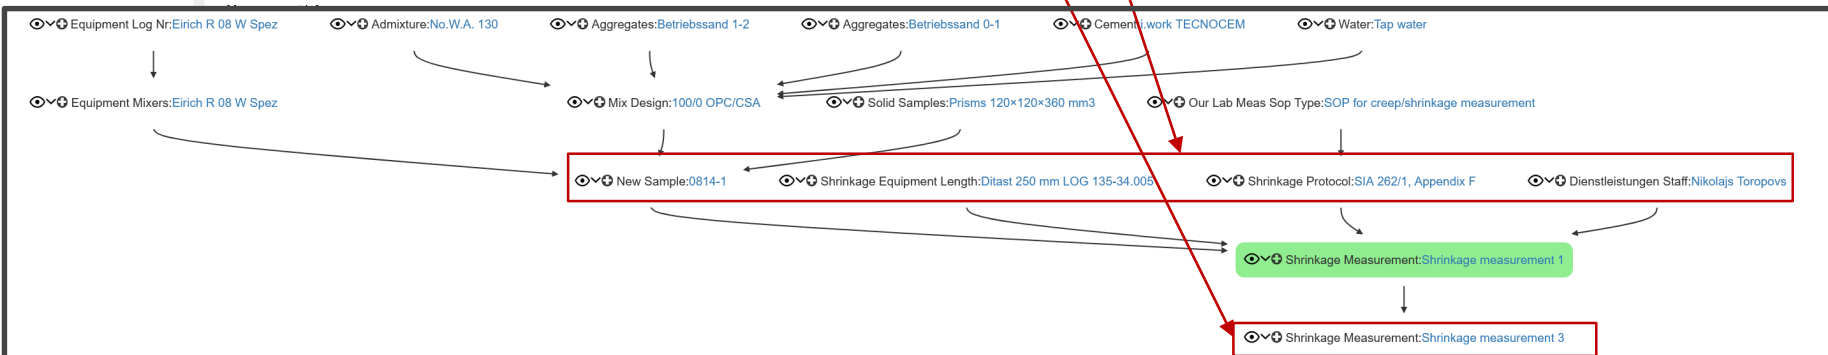 Equipment Log Nr:Eirich R 08 W Spez Admixture:No.W.A. 130 Aggregates:Betriebssand 1-2 Aggregates:Betriebssand 0-1 Cement:i.work TECNOCEM Water:Tap water
Equipment Mixers:Eirich R 08 W Spez Mix Design:100/0 OPC/CSA Solid Samples:Prisms 120×120×360 mm3 Our Lab Meas Sop Type:SOP for creep/shrinkage measurement
New Sample:0814-1 Shrinkage Equipment Length:Ditast 250 mm LOG 135-34.005 Shrinkage Protocol:SIA 262/1, Appendix F Dienstleistungen Staff:Nikolajs Toropovs
Shrinkage Measurement:Shrinkage measurement 1
Shrinkage Measurement:Shrinkage measurement 3